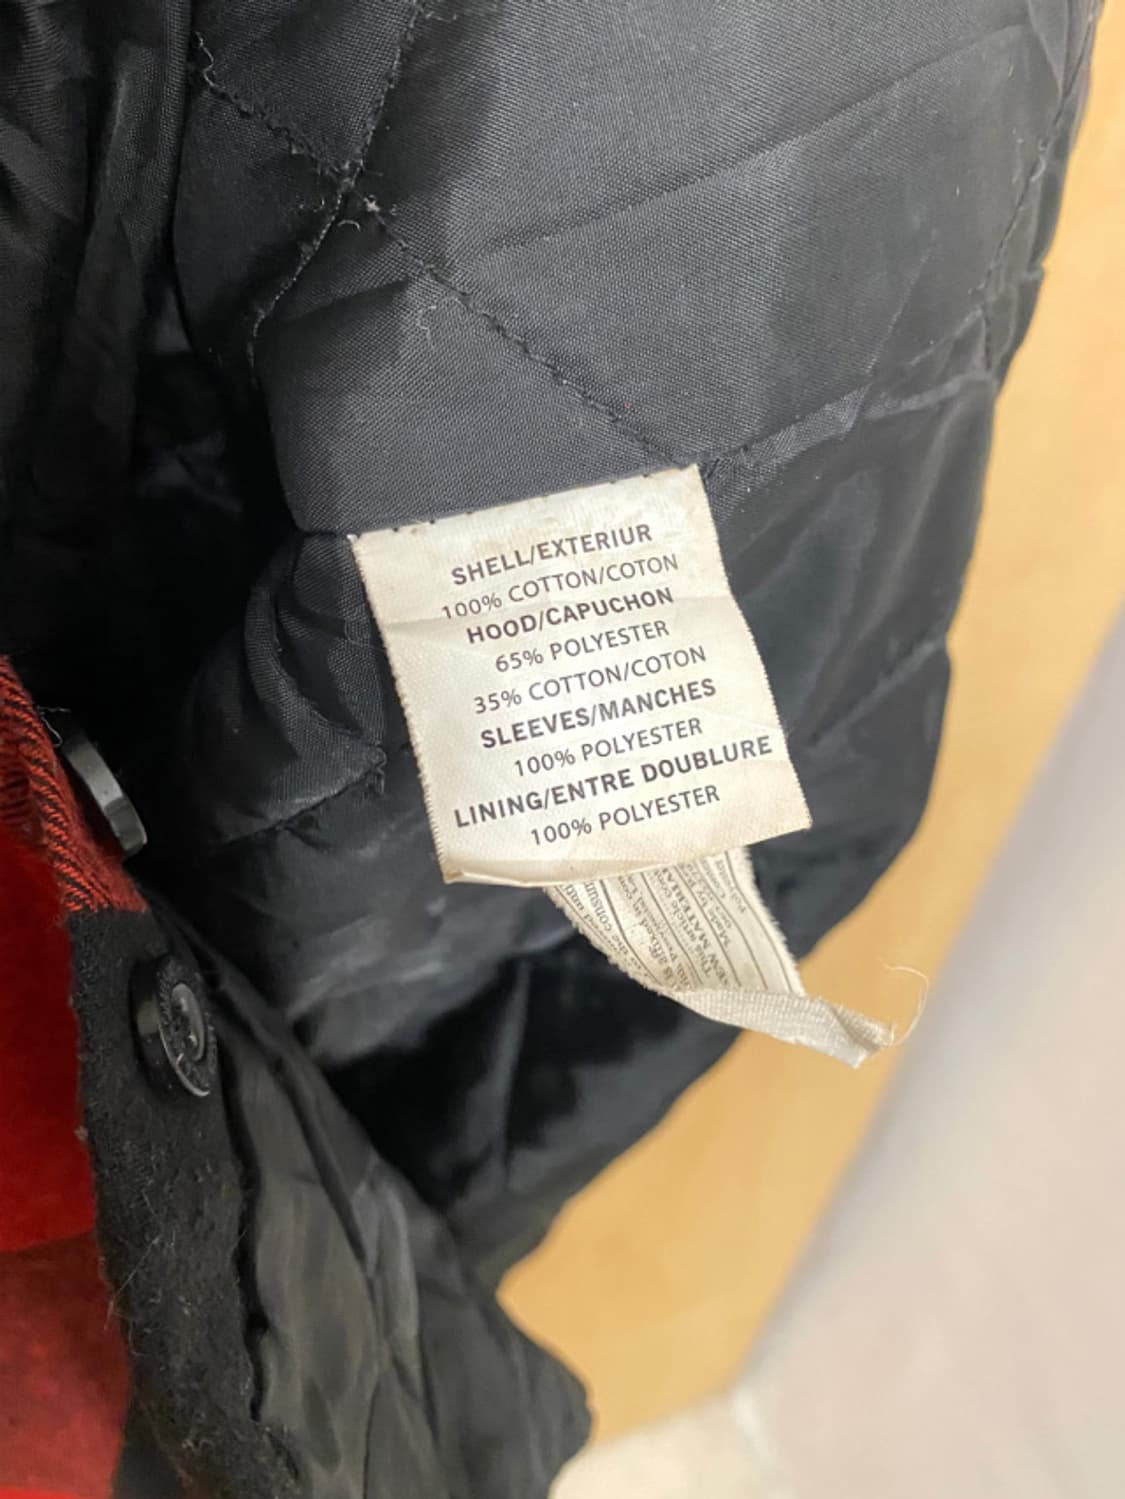 SHELL/EXTERIUR
100% COTTON/COTON
HOOD/CAPUCHON
65% POLYESTER
35% COTTON/COTON
SLEEVES/MANCHES
100% POLYESTER
LINING/ENTRE DOUBLURE
100% POLYESTER